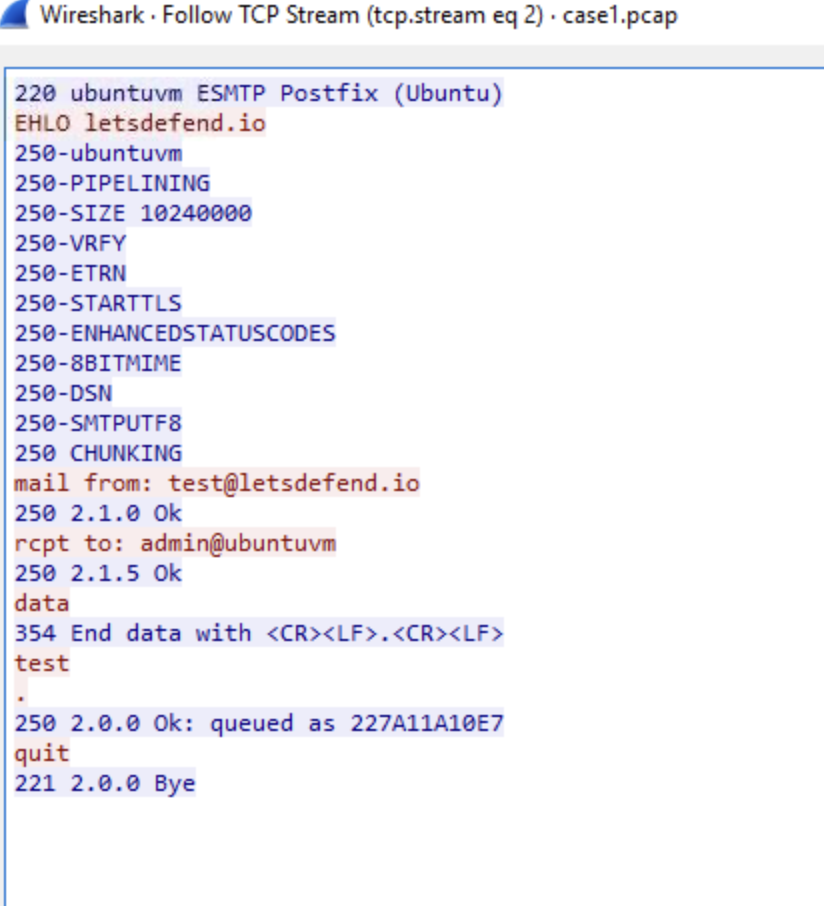 Wireshark · Follow TCP Stream (tcp.stream eq 2) · case1.pcap
220 ubuntuvm ESMTP Postfix (Ubuntu)
EHLO letsdefend.io
250-ubuntuvm
250-PIPELINING
250-SIZE 10240000
250-VRFY
250-ETRN
250-STARTTLS
250-ENHANCEDSTATUSCODES
250-8BITMIME
250-DSN
250-SMTPUTF8
250 CHUNKING
mail from: test@letsdefend.io
250 2.1.0 Ok
rcpt to: admin@ubuntuvm
250 2.1.5 Ok
data
354 End data with <CR><LF>.<CR><LF>
test
.
250 2.0.0 Ok: queued as 227A11A10E7
quit
221 2.0.0 Bye